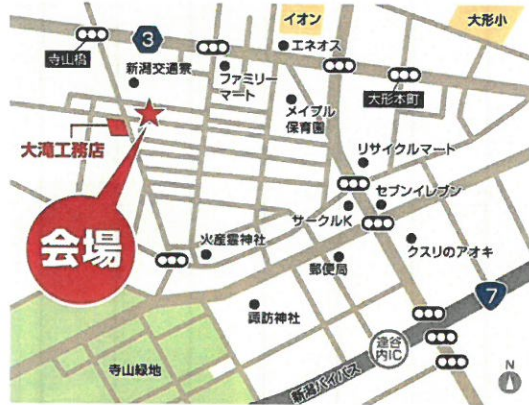 イオン
大形小
寺山橋
3
エネオス
新潟交通寮
ファミリー
マート
大形本町
メイプル
保育園
大滝工務店
リサイクルマート
会場
サークルK
セブンイレブン
火産霊神社
クスリのアオキ
郵便局
諏訪神社
7
寺山緑地
逢谷
内IC
新潟バイパス
N